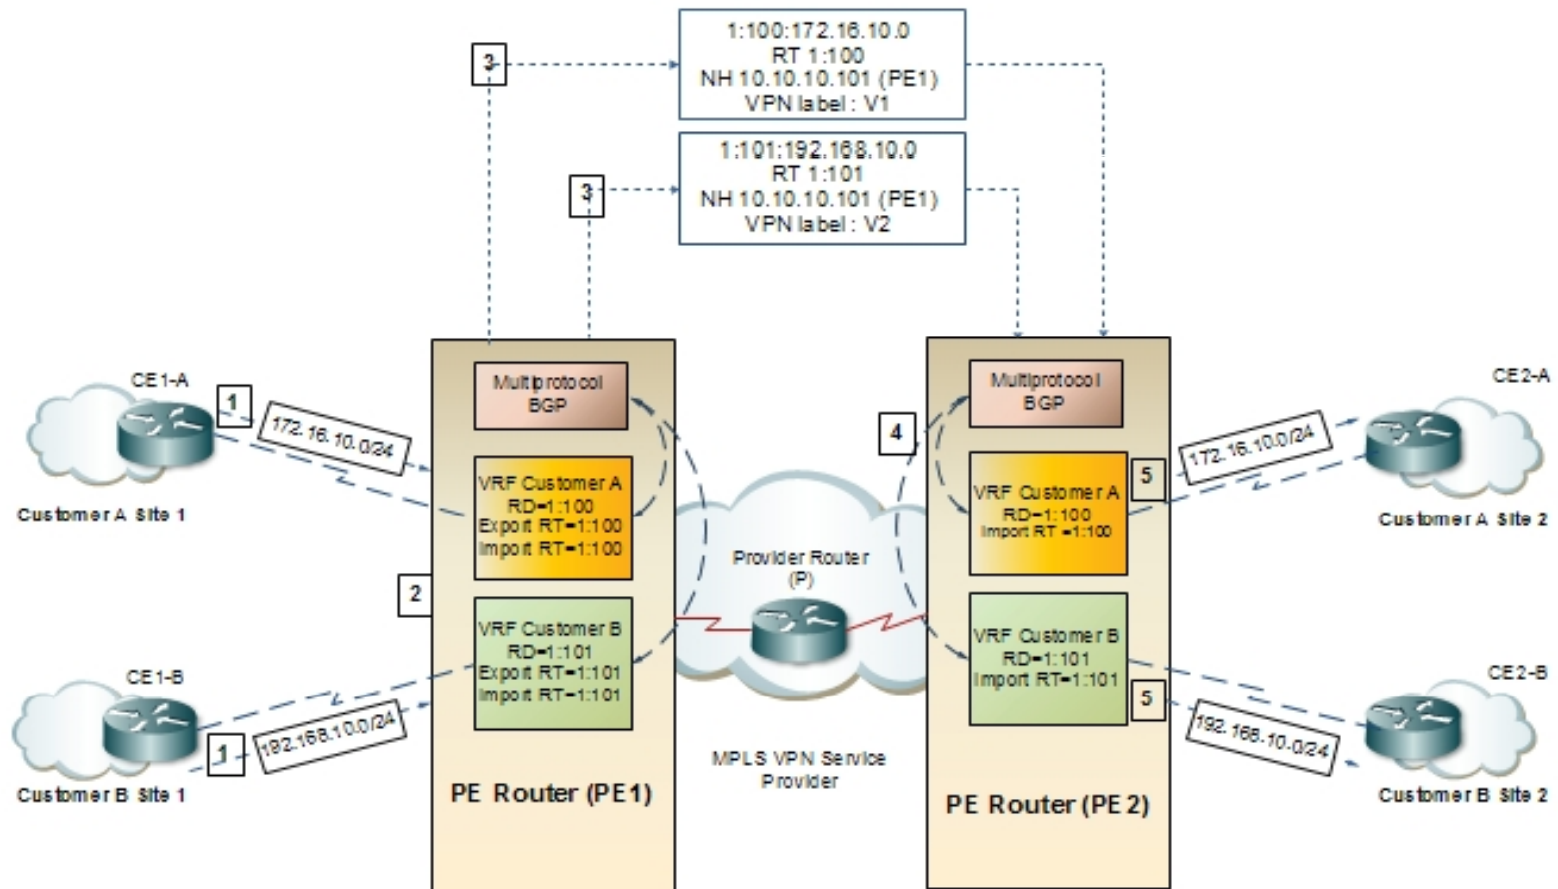 1:100:172.16.10.0
RT 1:100
NH 10.10.10.101 (PE1)
VPN label : V1
3
1:101:192.168.10.0
RT 1:101
NH 10.10.10.101 (PE1)
VPN label : V2
3
CE1-A
1
172.16.10.0/24
Customer A Site 1
Multiprotocol
BGP
VRF Customer A
RD=1:100
Export RT=1:100
Import RT=1:100
2
VRF Customer B
RD=1:101
Export RT=1:101
Import RT=1:101
PE Router (PE1)
CE1-B
1
192.168.10.0/24
Customer B Site 1
Provider Router
(P)
MPLS VPN Service
Provider
4
Multiprotocol
BGP
VRF Customer A
RD=1:100
Import RT =1:100
VRF Customer B
RD=1:101
Import RT=1:101
PE Router (PE2)
5
172.16.10.0/24
CE2-A
Customer A Site 2
5
192.168.10.0/24
CE2-B
Customer B Site 2